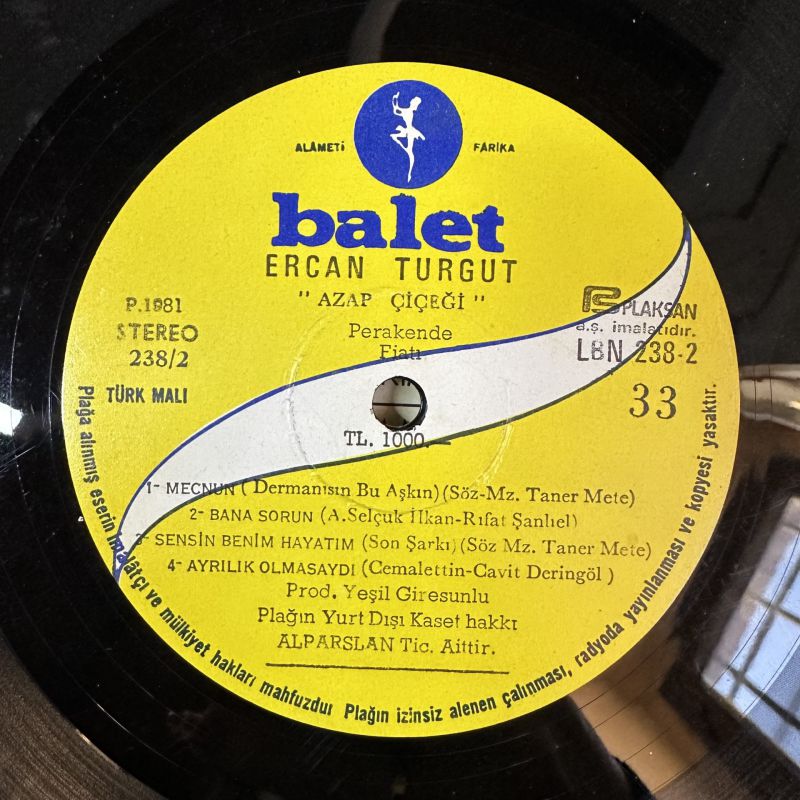 ALÂMETİ FARİKA
balet
ERCAN TURGUT
" AZAP ÇİÇEĞİ "
P.1981
STEREO
238/2
TÜRK MALI
Perakende
Fiatı
TL. 1000.—
PLAKSAN
a.ş. imalatıdır.
LBN 238-2
33
1- MECNUN ( Dermanısın Bu Aşkın) (Söz-Mz. Taner Mete)
2- BANA SORUN (A.Selçuk İlkan-Rıfat Şanlıel)
3- SENSİN BENİM HAYATIM (Son Şarkı) (Söz Mz. Taner Mete)
4- AYRILIK OLMASAYDI (Cemalettin-Cavit Deringöl )
Prod. Yeşil Giresunlu
Plağın Yurt Dışı Kaset hakkı
ALPARSLAN Tic. Aittir.
Plağa alınmış eserin imalâtçı ve mülkiyet hakları mahfuzdur Plağın izinsiz alenen çalınması, radyoda yayınlanması ve kopyesi yasaktır.